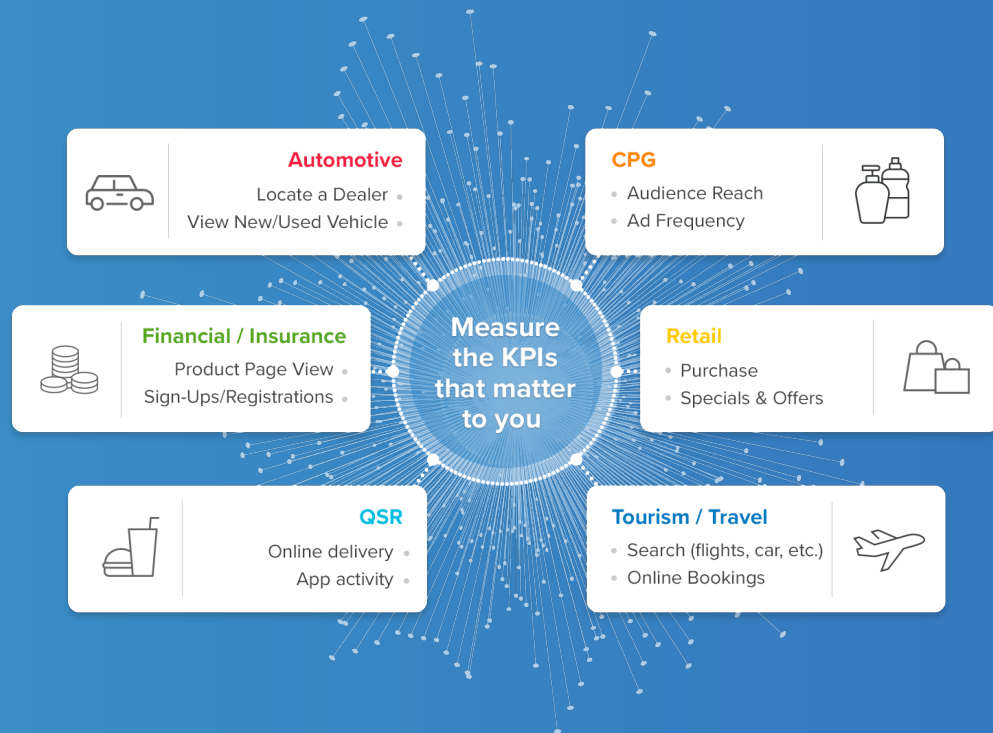 Automotive
Locate a Dealer
View New/Used Vehicle
CPG
Audience Reach
Ad Frequency
Financial / Insurance
Product Page View
Sign-Ups/Registrations
Measure
the KPIs
that matter
to you
Retail
Purchase
Specials & Offers
QSR
Online delivery
App activity
Tourism / Travel
Search (flights, car, etc.)
Online Bookings